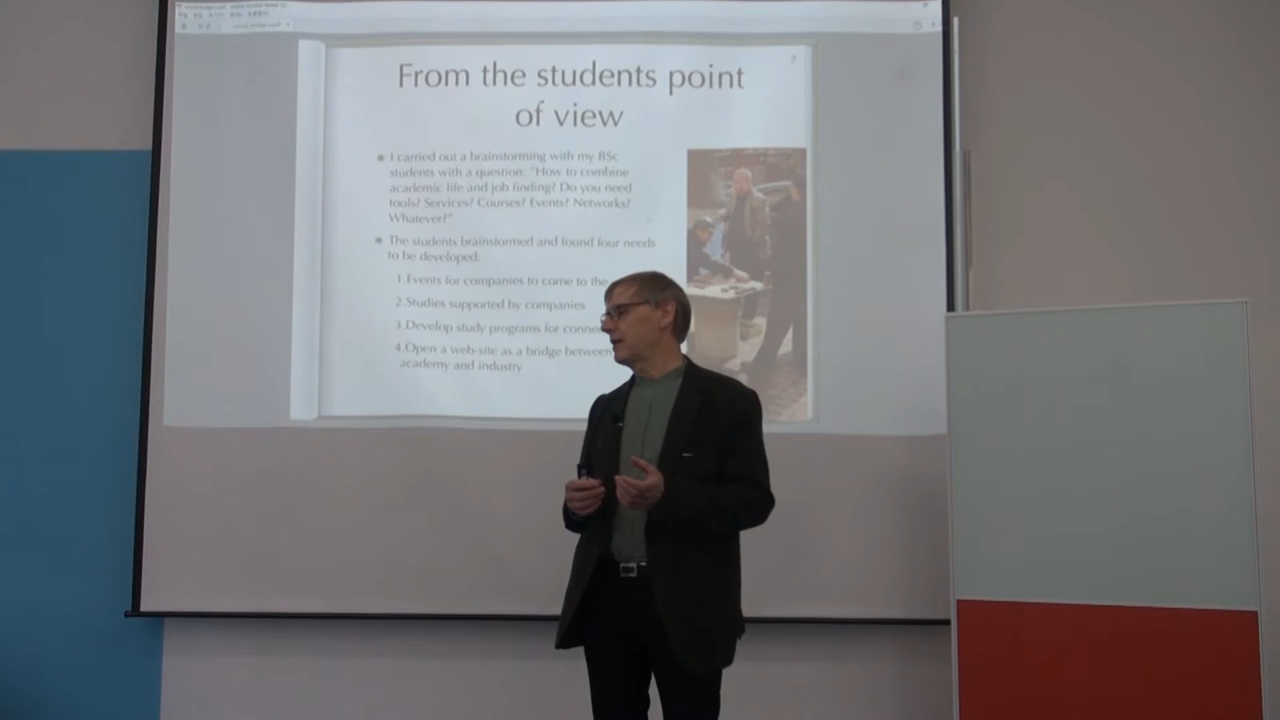 7
From the students point
of view
I carried out a brainstorming with my BSc
students with a question: "How to combine
academic life and job finding? Do you need
tools? Services? Courses? Events? Networks?
Whatever?"
The students brainstormed and found four needs
to be developed:
1.Events for companies to come to the
2.Studies supported by companies
3.Develop study programs for
4.Open a web-site as a bridge between
academy and industry